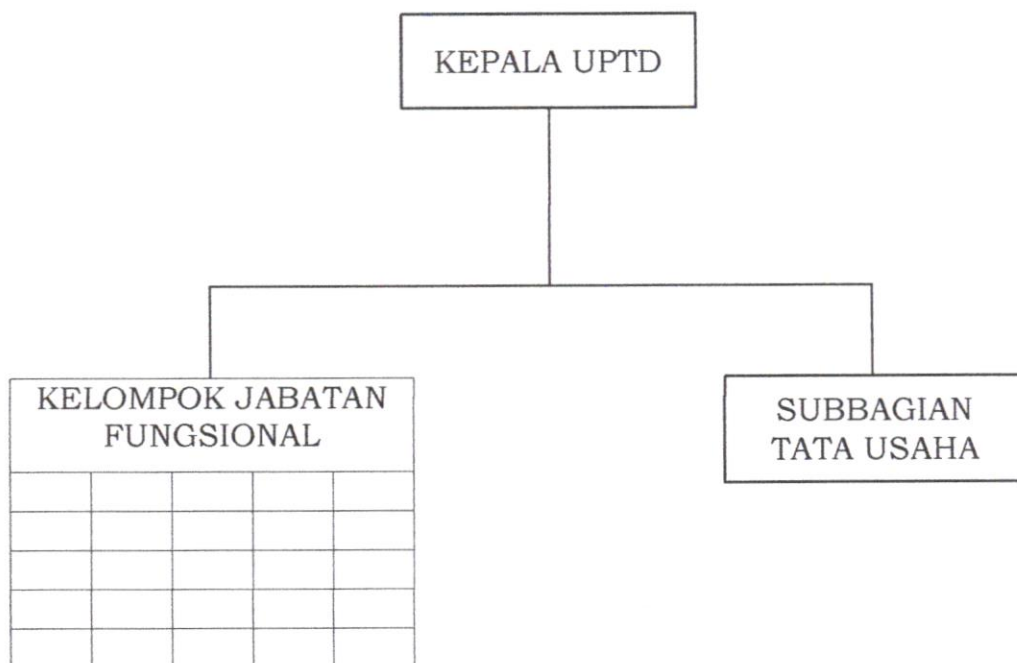 KEPALA UPTD
KELOMPOK JABATAN
FUNGSIONAL
SUBBAGIAN
TATA USAHA